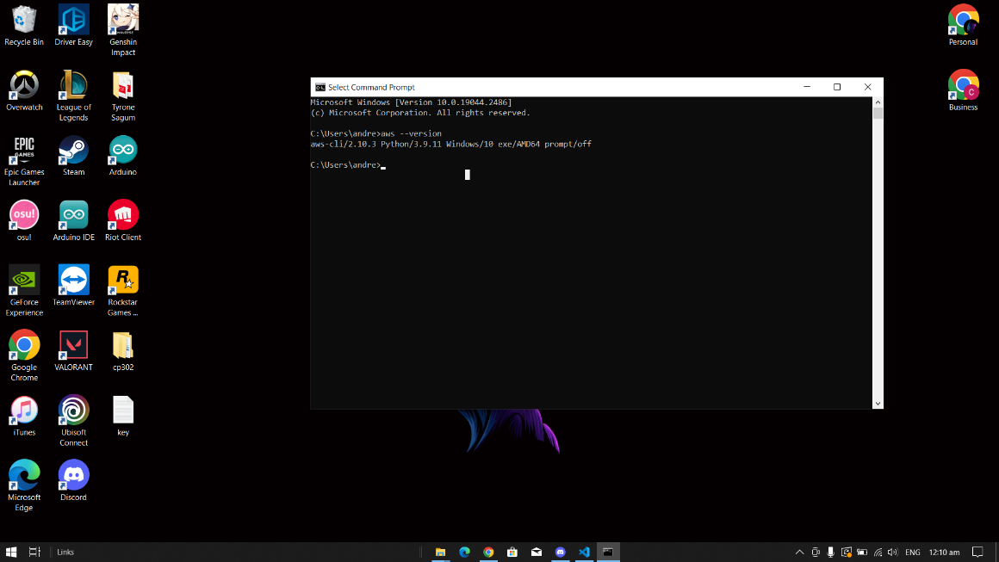 Recycle Bin
Driver Easy
Genshin
Impact
Overwatch
League of
Legends
Tyrone
Sagum
EPIC
GAMES
Epic Games
Launcher
Steam
Arduino
osu!
osu!
Arduino IDE
Riot Client
GeForce
Experience
TeamViewer
R
Rockstar
Games ...
Google
Chrome
VALORANT
cp302
iTunes
Ubisoft
Connect
key
Microsoft
Edge
Discord
Personal
C
Business
Select Command Prompt
Microsoft Windows [Version 10.0.19044.2486]
(c) Microsoft Corporation. All rights reserved.
C:\Users\andre>aws --version
aws-cli/2.10.3 Python/3.9.11 Windows/10 exe/AMD64 prompt/off
C:\Users\andre>
Links
ENG
12:10 am